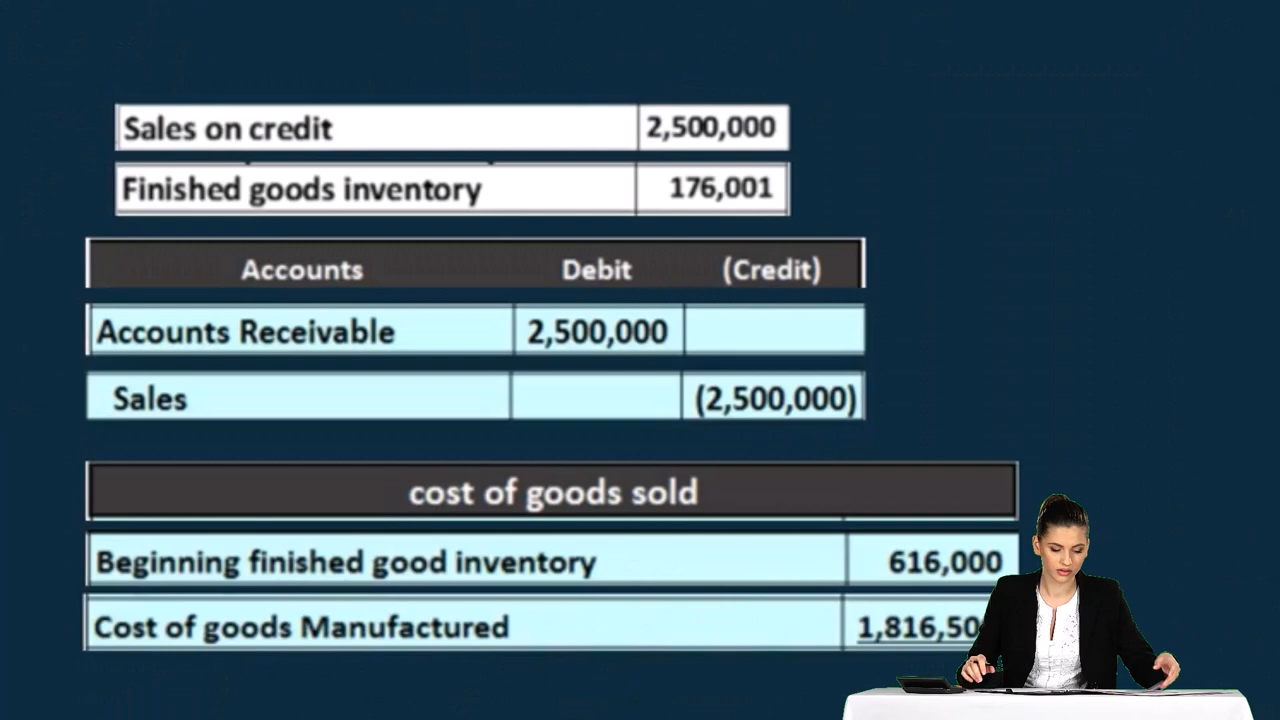 Sales on credit 2,500,000
Finished goods inventory 176,001
Accounts Debit (Credit)
Accounts Receivable 2,500,000
Sales (2,500,000)
cost of goods sold
Beginning finished good inventory 616,000
Cost of goods Manufactured